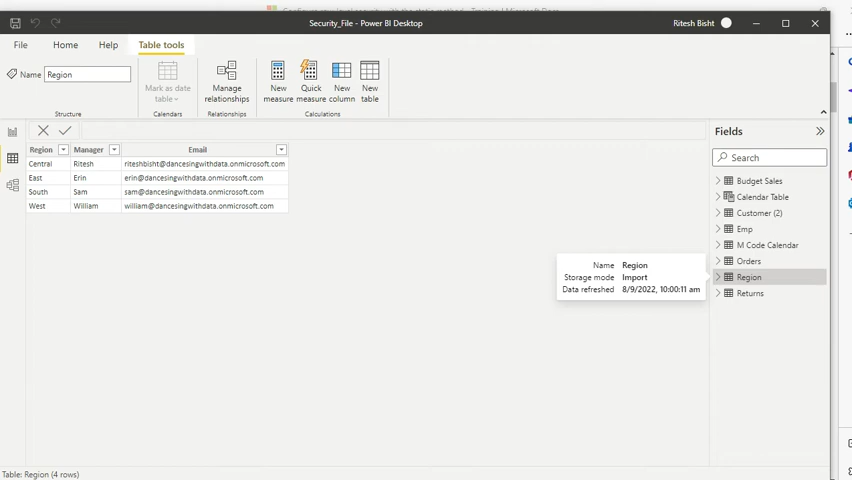 Security_File - Power BI Desktop
Ritesh Bisht
File
Home
Help
Table tools
Name
Region
Mark as date
table
Manage
relationships
New
measure
Quick
measure
New
column
New
table
Structure
Calendars
Relationships
Calculations
Region
Manager
Email
Central
Ritesh
riteshbisht@dancesingwithdata.onmicrosoft.com
East
Erin
erin@dancesingwithdata.onmicrosoft.com
South
Sam
sam@dancesingwithdata.onmicrosoft.com
West
William
william@dancesingwithdata.onmicrosoft.com
Name Region
Storage mode Import
Data refreshed 8/9/2022, 10:00:11 am
Fields
Search
Budget Sales
Calendar Table
Customer (2)
Emp
M Code Calendar
Orders
Region
Returns
Table: Region (4 rows)